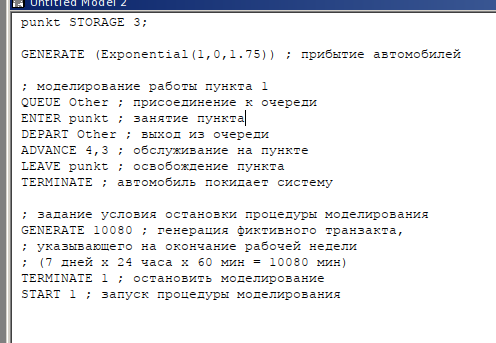 Untitled Model 2
punkt STORAGE 3;
GENERATE (Exponential(1,0,1.75)) ; прибытие автомобилей
; моделирование работы пункта 1
QUEUE Other ; присоединение к очереди
ENTER punkt ; занятие пункта
DEPART Other ; выход из очереди
ADVANCE 4,3 ; обслуживание на пункте
LEAVE punkt ; освобождение пункта
TERMINATE ; автомобиль покидает систему
; задание условия остановки процедуры моделирования
GENERATE 10080 ; генерация фиктивного транзакта,
; указывающего на окончание рабочей недели
; (7 дней x 24 часа x 60 мин = 10080 мин)
TERMINATE 1 ; остановить моделирование
START 1 ; запуск процедуры моделирования